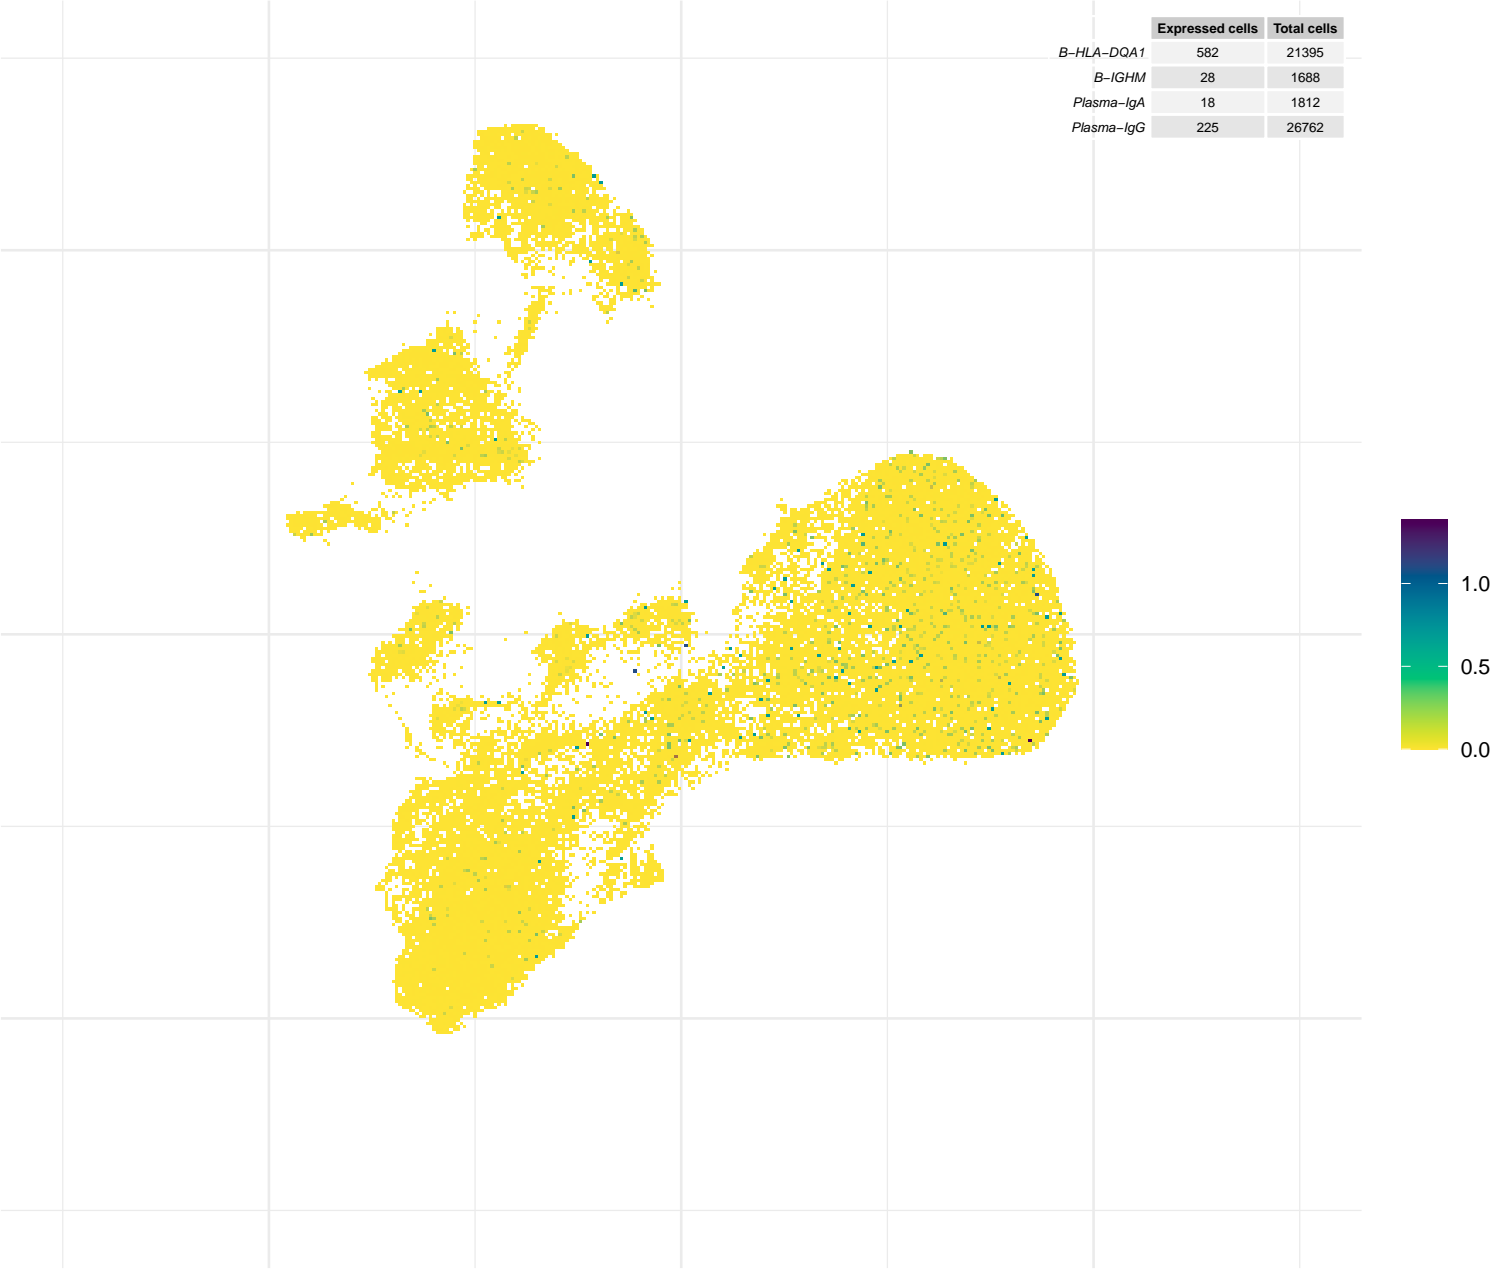 Expressed cells Total cells
B−HLA−DQA1 582 21395
B−IGHM 28 1688
Plasma−IgA 18 1812
Plasma−IgG 225 26762
1.0
0.5
0.0